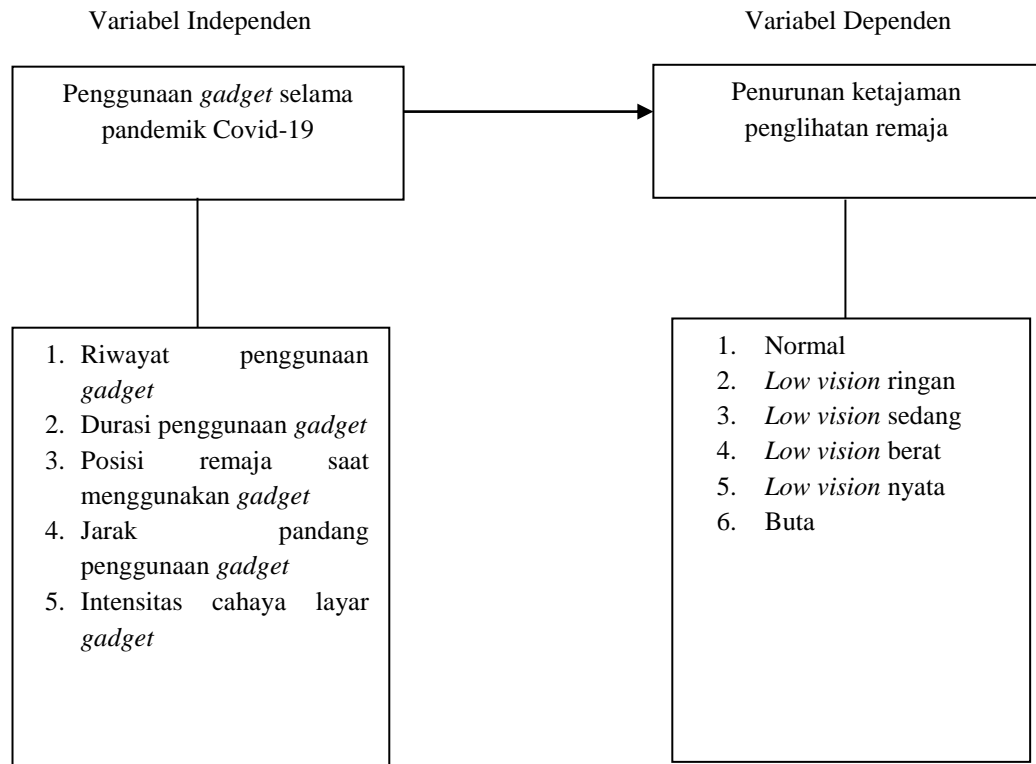 Variabel Independen
Variabel Dependen
Penggunaan gadget selama
pandemik Covid-19
Penurunan ketajaman
penglihatan remaja
1. Riwayat penggunaan
gadget
2. Durasi penggunaan gadget
3. Posisi remaja saat
menggunakan gadget
4. Jarak pandang
penggunaan gadget
5. Intensitas cahaya layar
gadget
1. Normal
2. Low vision ringan
3. Low vision sedang
4. Low vision berat
5. Low vision nyata
6. Buta